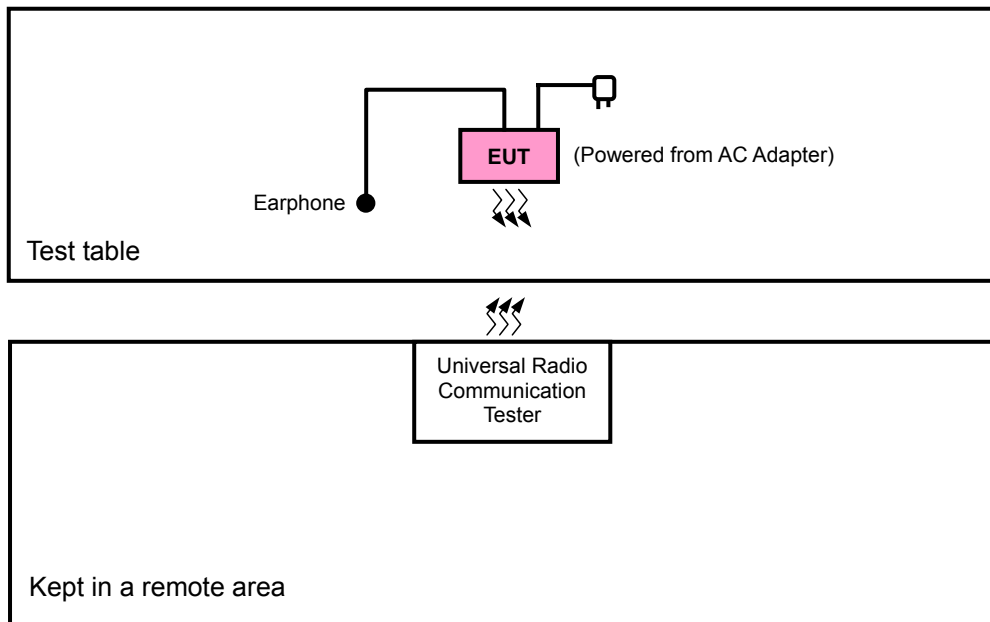 EUT
(Powered from AC Adapter)
Earphone
Test table
Universal Radio
Communication
Tester
Kept in a remote area